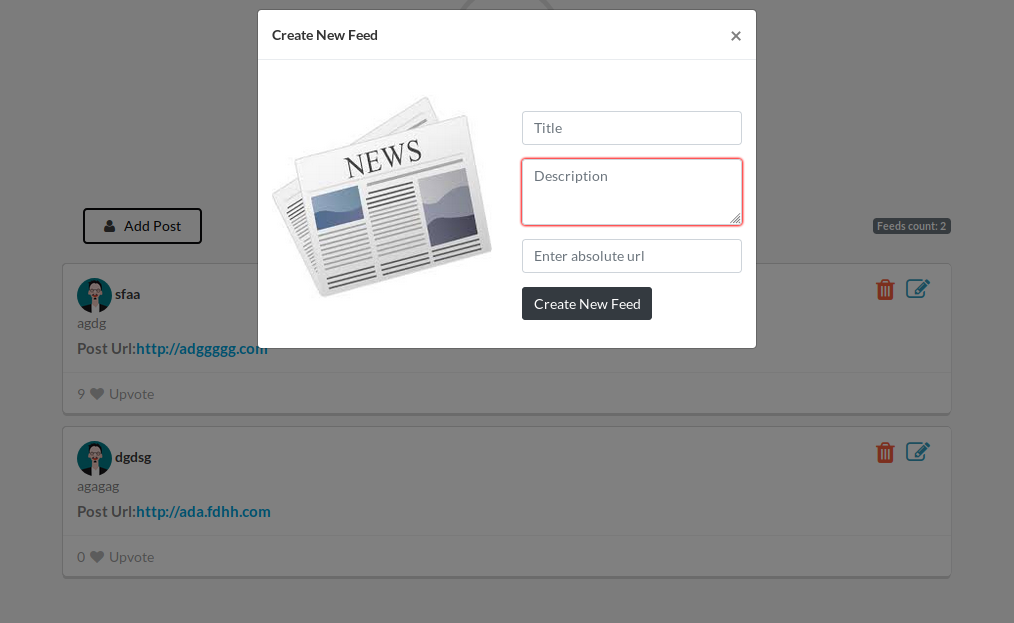 Create New Feed ×
NEWS
Title
Description
Enter absolute url
Create New Feed
Add Post
Feeds count: 2
sfaa
agdg
Post Url:http://adggggg.com
9 Upvote
dgdsg
agagag
Post Url:http://ada.fdhh.com
0 Upvote